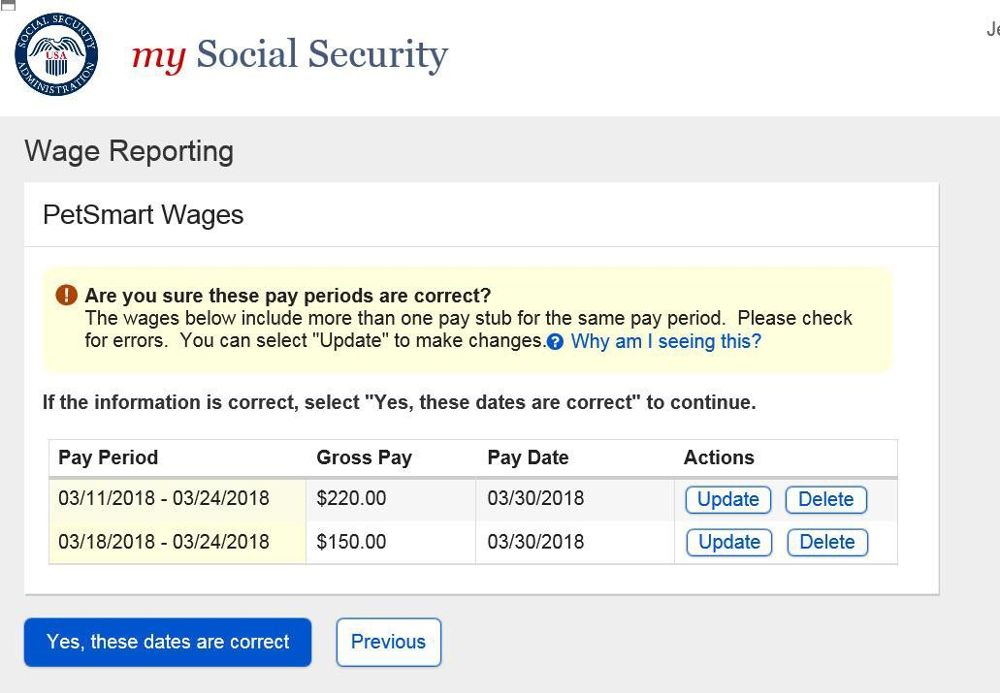 SOCIAL SECURITY
USA
ADMINISTRATION
my Social Security
Wage Reporting
PetSmart Wages
! Are you sure these pay periods are correct?
The wages below include more than one pay stub for the same pay period. Please check
for errors. You can select "Update" to make changes.? Why am I seeing this?
If the information is correct, select "Yes, these dates are correct" to continue.
Pay Period Gross Pay Pay Date Actions
03/11/2018 - 03/24/2018 $220.00 03/30/2018 Update Delete
03/18/2018 - 03/24/2018 $150.00 03/30/2018 Update Delete
Yes, these dates are correct Previous